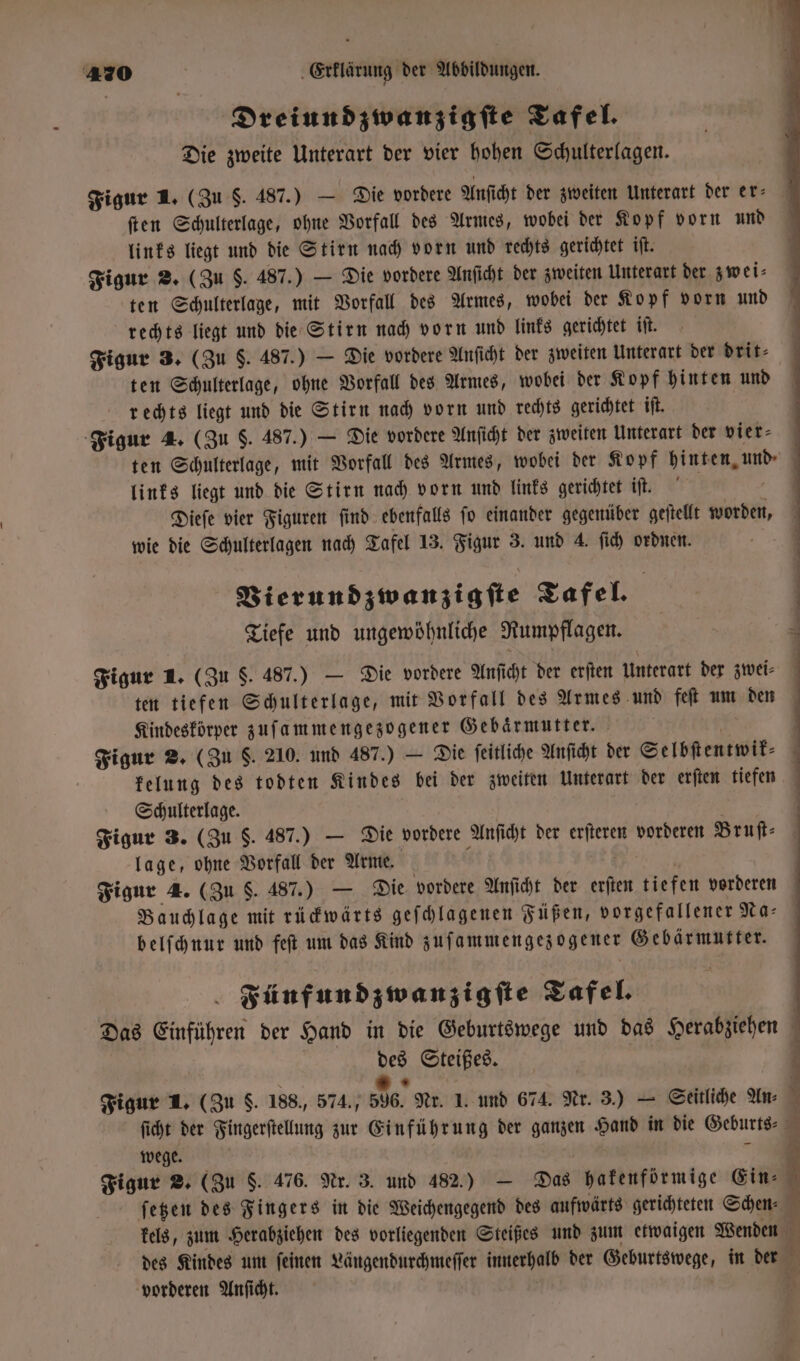 470 Erklärung der Abbildungen.
Dreiundzwanzigſte Tafel.
Die zweite Unterart der vier hohen Schulterlagen.
Figur 1. (Zu §. 487.) — Die vordere Anſicht der zweiten Unterart der er-
ſten Schulterlage, ohne Vorfall des Armes, wobei der Kopf vorn und
links liegt und die Stirn nach vorn und rechts gerichtet iſt.
Figur 2. (Zu §. 487.) — Die vordere Anſicht der zweiten Unterart der zwei-
ten Schulterlage, mit Vorfall des Armes, wobei der Kopf vorn und
rechts liegt und die Stirn nach vorn und links gerichtet iſt.
Figur 3. (Zu §. 487.) — Die vordere Anſicht der zweiten Unterart der drit-
ten Schulterlage, ohne Vorfall des Armes, wobei der Kopf hinten und
rechts liegt und die Stirn nach vorn und rechts gerichtet iſt.
Figur 4. (Zu §. 487.) — Die vordere Anſicht der zweiten Unterart der vier-
ten Schulterlage, mit Vorfall des Armes, wobei der Kopf hinten und
links liegt und die Stirn nach vorn und links gerichtet iſt.
Dieſe vier Figuren ſind ebenfalls ſo einander gegenüber geſtellt worden,
wie die Schulterlagen nach Tafel 13. Figur 3. und 4. ſich ordnen.
Vierundzwanzigſte Tafel.
Tiefe und ungewöhnliche Rumpflagen.
Figur 1. (Zu §. 487.) — Die vordere Anſicht der erſten Unterart der zwei-
ten tiefen Schulterlage, mit Vorfall des Armes und feſt um den
Kindeskörper zuſammengezogener Gebärmutter.
Figur 2. (Zu §. 210. und 487.) — Die ſeitliche Anſicht der Selbſtentwik-
kelung des todten Kindes bei der zweiten Unterart der erſten tiefen
Schulterlage.
Figur 3. (Zu §. 487.) — Die vordere Anſicht der erſteren vorderen Bruſt-
lage, ohne Vorfall der Arme.
Figur 4. (Zu §. 487.) — Die vordere Anſicht der erſten tiefen vorderen
Bauchlage mit rückwärts geſchlagenen Füßen, vorgefallener Na-
belſchnur und feſt um das Kind zuſammengezogener Gebärmutter.
Fünfundzwanzigſte Tafel.
Das Einführen der Hand in die Geburtswege und das Herabziehen
des Steißes.
Figur 1. (Zu §. 188., 574., 596. Nr. 1. und 674. Nr. 3.) — Seitliche An-
ſicht der Fingerſtellung zur Einführung der ganzen Hand in die Geburts-
wege.
Figur 2. (Zu §. 476. Nr. 3. und 482.) — Das hakenförmige Ein-
ſetzen des Fingers in die Weichengegend des aufwärts gerichteten Schen-
kels, zum Herabziehen des vorliegenden Steißes und zum etwaigen Wenden
des Kindes um ſeinen Längendurchmeſſer innerhalb der Geburtswege, in der
vorderen Anſicht.